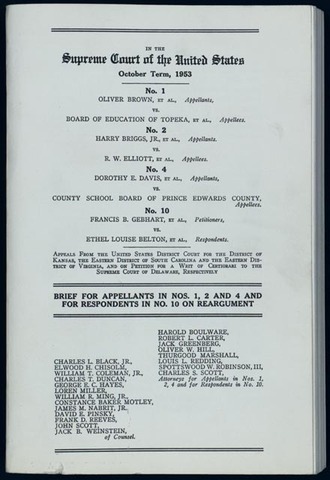 IN THE
Supreme Court of the United States
October Term, 1953
No. 1
OLIVER BROWN, ET AL., Appellants,
vs.
BOARD OF EDUCATION OF TOPEKA, ET AL., Appellees.
No. 2
HARRY BRIGGS, JR., ET AL., Appellants.
vs.
R. W. ELLIOTT, ET AL., Appellees.
No. 4
DOROTHY E. DAVIS, ET AL., Appellants,
vs.
COUNTY SCHOOL BOARD OF PRINCE EDWARDS COUNTY,
Appellees.
No. 10
FRANCIS B. GEBHART, ET AL., Petitioners,
vs.
ETHEL LOUISE BELTON, ET AL., Respondents.
APPEALS FROM THE UNITED STATES DISTRICT COURT FOR THE DISTRICT OF
KANSAS, THE EASTERN DISTRICT OF SOUTH CAROLINA AND THE EASTERN DIS-
TRICT OF VIRGINIA, AND ON PETITION FOR A WRIT OF CERTIORARI TO THE
SUPREME COURT OF DELAWARE, RESPECTIVELY
BRIEF FOR APPELLANTS IN NOS. 1, 2 AND 4 AND
FOR RESPONDENTS IN NO. 10 ON REARGUMENT
CHARLES L. BLACK, JR.,
ELWOOD H. CHISOLM,
WILLIAM T. COLEMAN, JR.,
CHARLES T. DUNCAN,
GEORGE E. C. HAYES,
LOREN MILLER,
WILLIAM R. MING, JR.,
CONSTANCE BAKER MOTLEY,
JAMES M. NABRIT, JR.,
DAVID E. PINSKY,
FRANK D. REEVES,
JOHN SCOTT,
JACK B. WEINSTEIN,
of Counsel.
HAROLD BOULWARE,
ROBERT L. CARTER,
JACK GREENBERG,
OLIVER W. HILL,
THURGOOD MARSHALL,
LOUIS L. REDDING,
SPOTTSWOOD W. ROBINSON, III,
CHARLES S. SCOTT,
Attorneys for Appellants in Nos. 1,
2, 4 and for Respondents in No. 10.